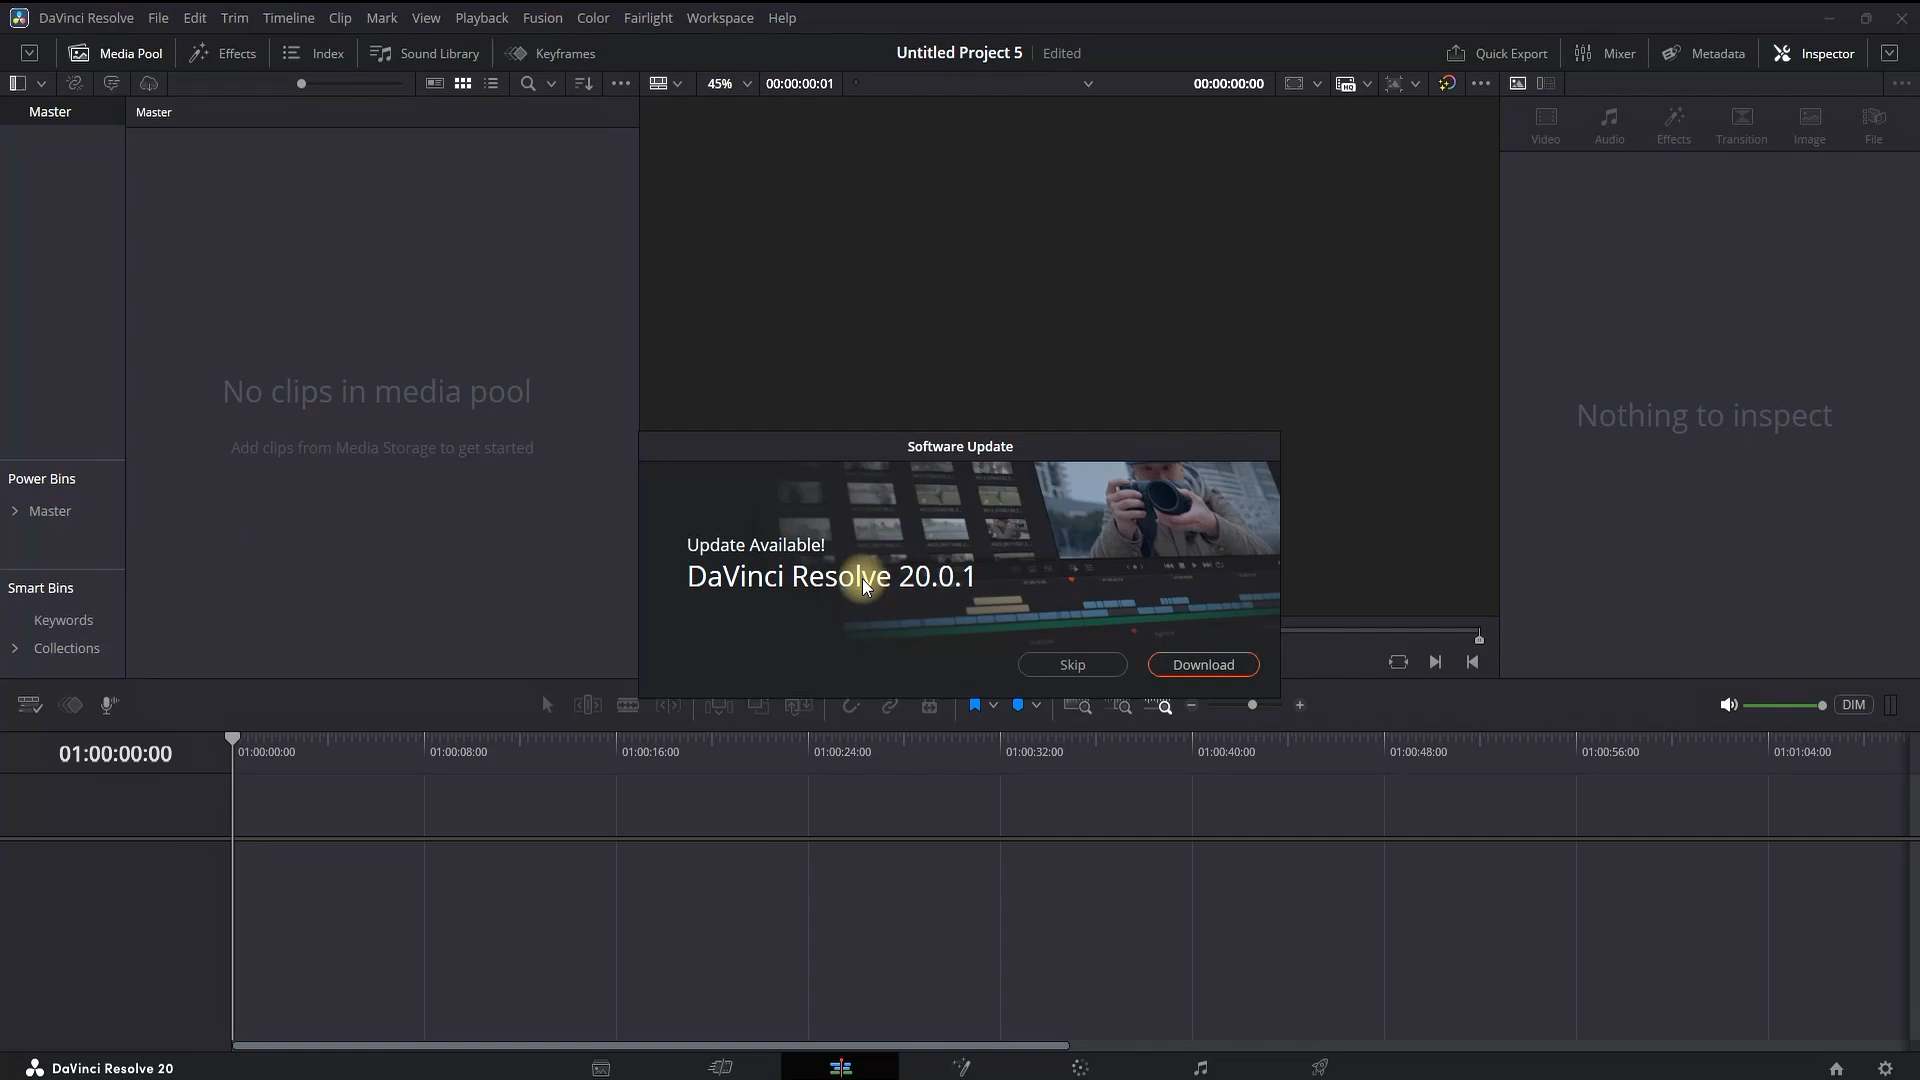 DaVinci Resolve File Edit Trim Timeline Clip Mark View Playback Fusion Color Fairlight Workspace Help
Media Pool Effects Index Sound Library Keyframes Untitled Project 5 Edited Quick Export Mixer Metadata Inspector
45% 00:00:00:01 00:00:00:00
Master Master
Video Audio Effects Transition Image File
No clips in media pool
Add clips from Media Storage to get started
Nothing to inspect
Power Bins
Master
Smart Bins
Keywords
Collections
Software Update
Update Available!
DaVinci Resolve 20.0.1
Skip Download
DIM
01:00:00:00
01:00:00:00 01:00:08:00 01:00:16:00 01:00:24:00 01:00:32:00 01:00:40:00 01:00:48:00 01:00:56:00 01:01:04:00
DaVinci Resolve 20